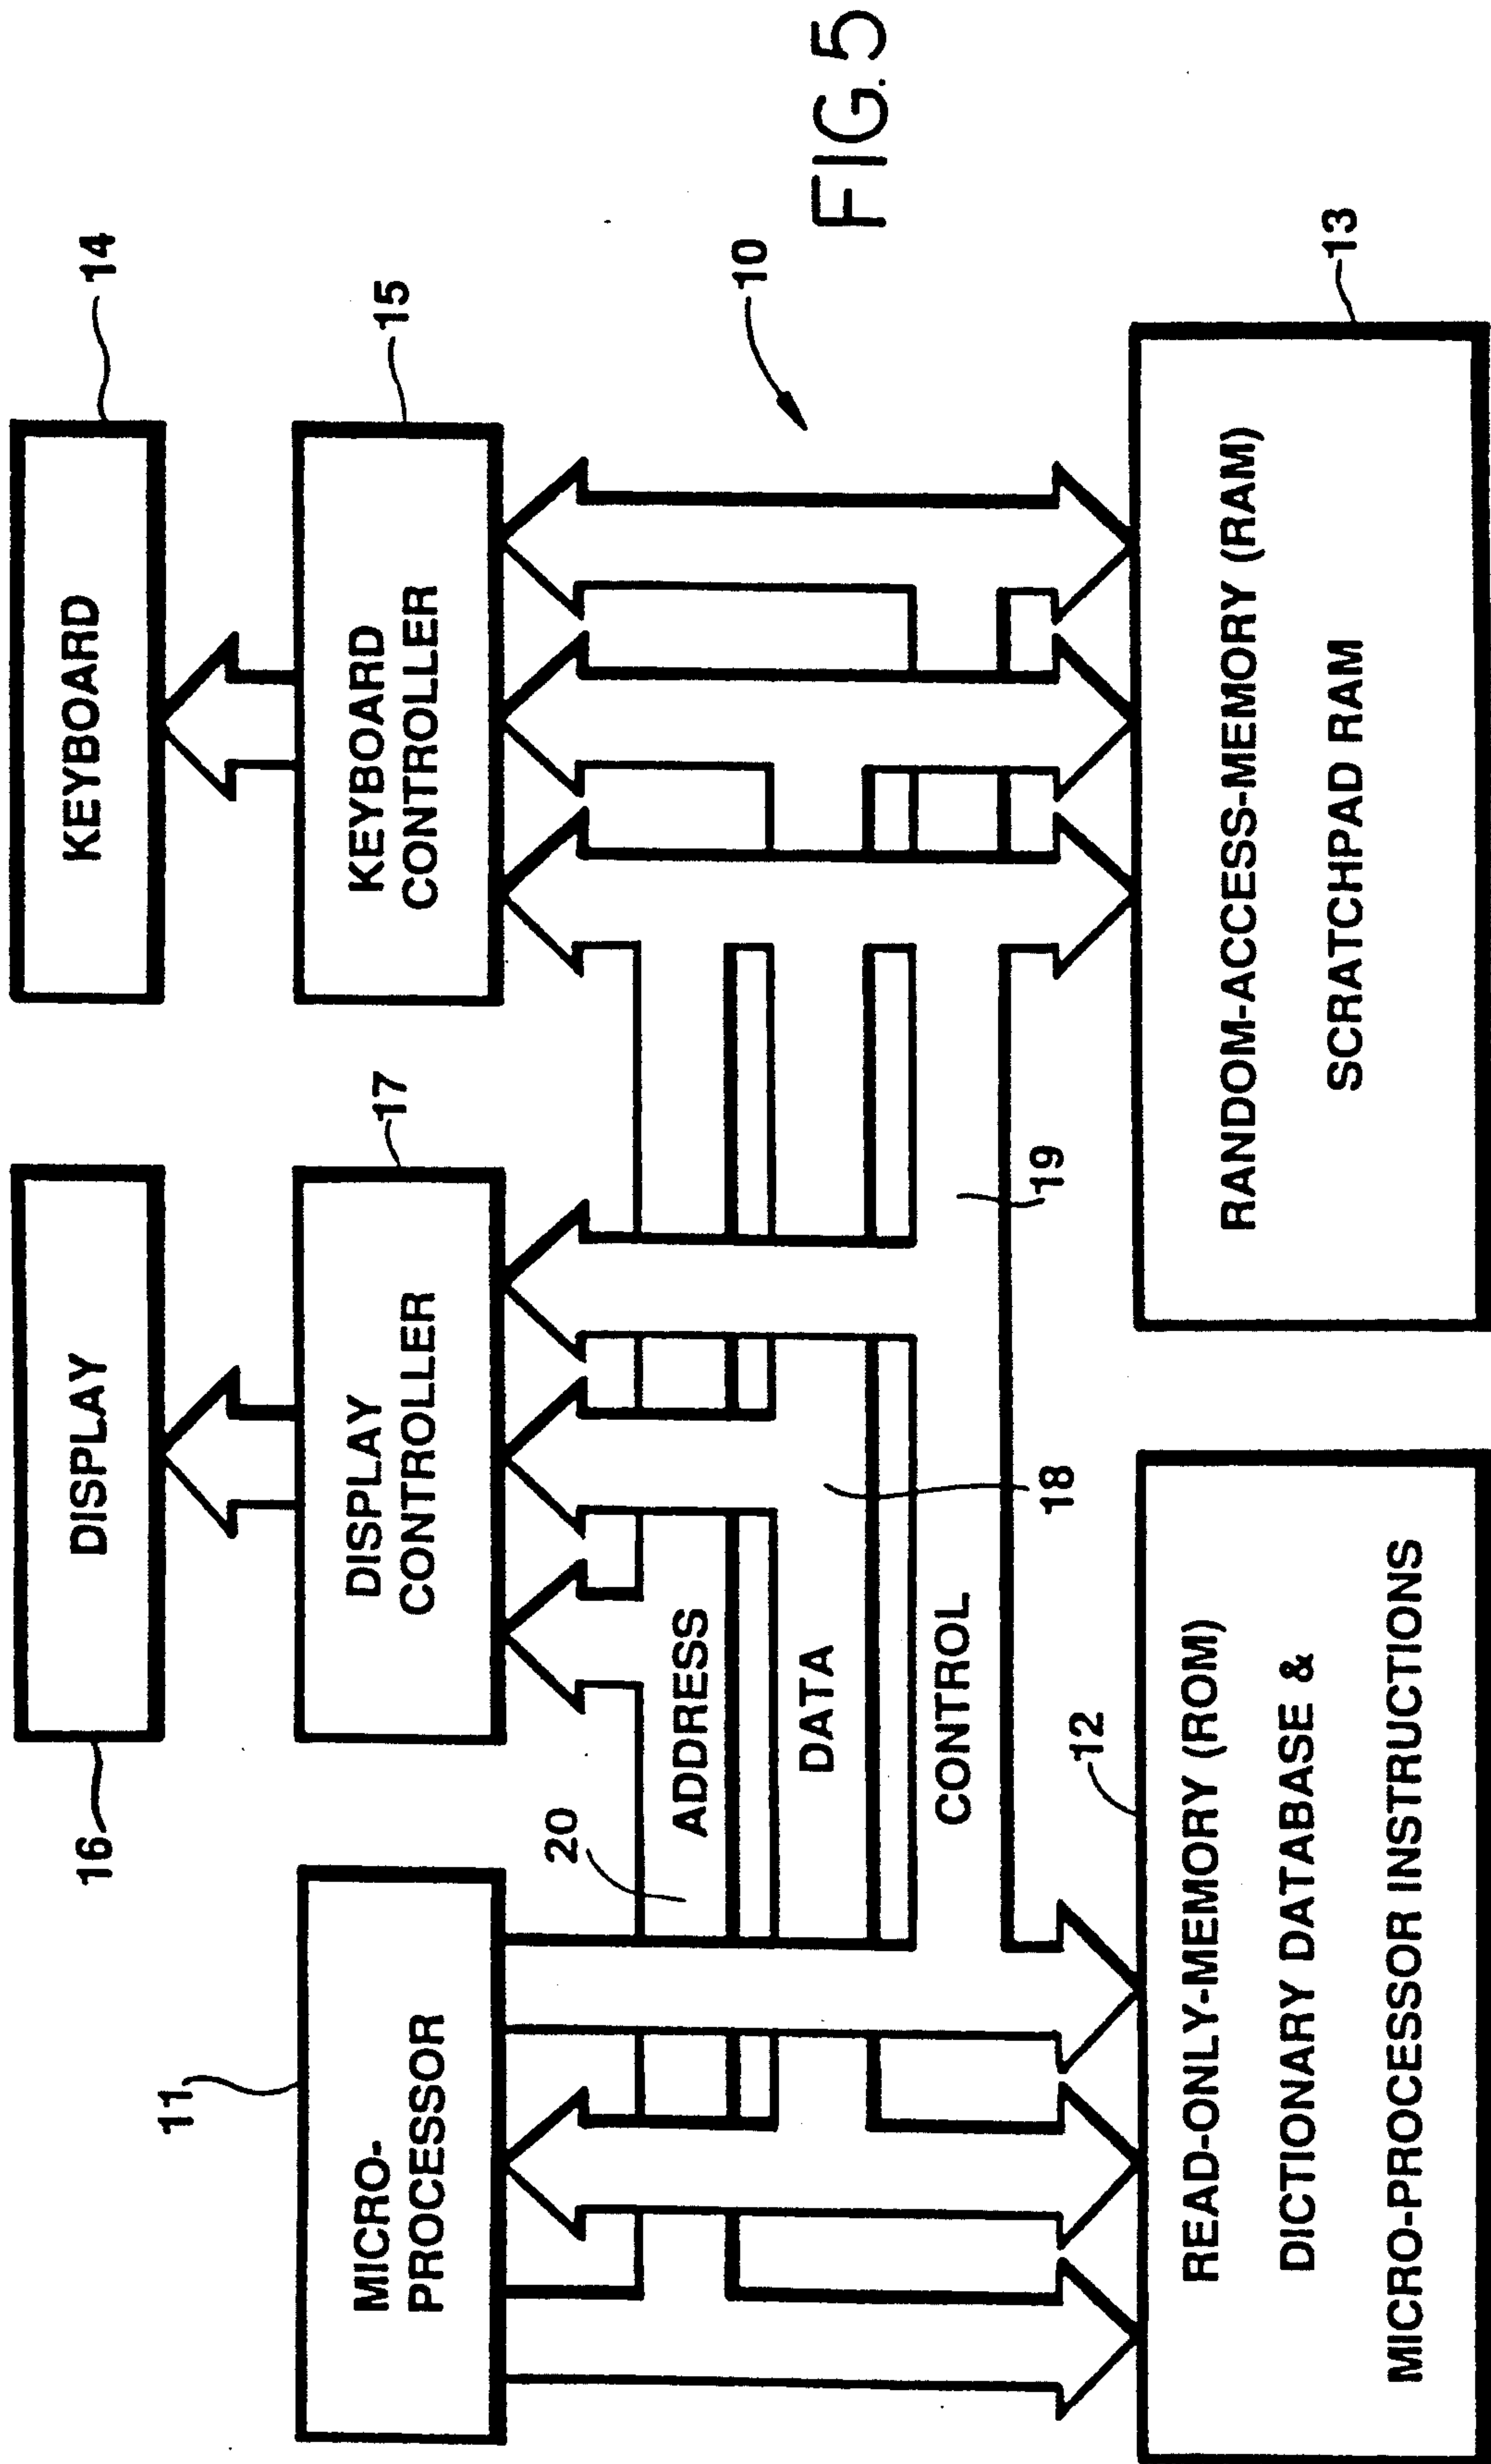 16
DISPLAY
KEYBOARD
14
11
MICRO-
PROCESSOR
DISPLAY
CONTROLLER
17
KEYBOARD
CONTROLLER
15
20
ADDRESS
DATA
CONTROL
18
19
10
FIG.5
12
READ-ONLY-MEMORY (ROM)
DICTIONARY DATABASE &
MICRO-PROCESSOR INSTRUCTIONS
RANDOM-ACCESS-MEMORY (RAM)
SCRATCHPAD RAM
13